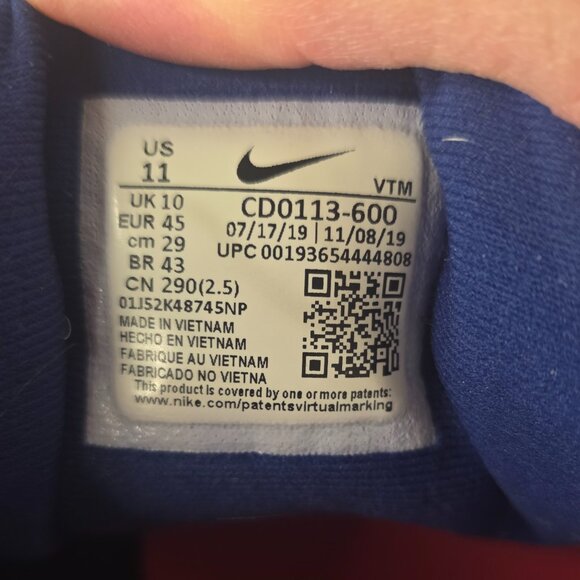 US
11
VTM
UK 10
EUR 45
cm 29
BR 43
CN 290(2.5)
CD0113-600
07/17/19 | 11/08/19
UPC 00193654444808
01J52K48745NP
MADE IN VIETNAM
HECHO EN VIETNAM
FABRIQUE AU VIETNAM
FABRICADO NO VIETNA
This product is covered by one or more patents:
www.nike.com/patentsvirtualmarking